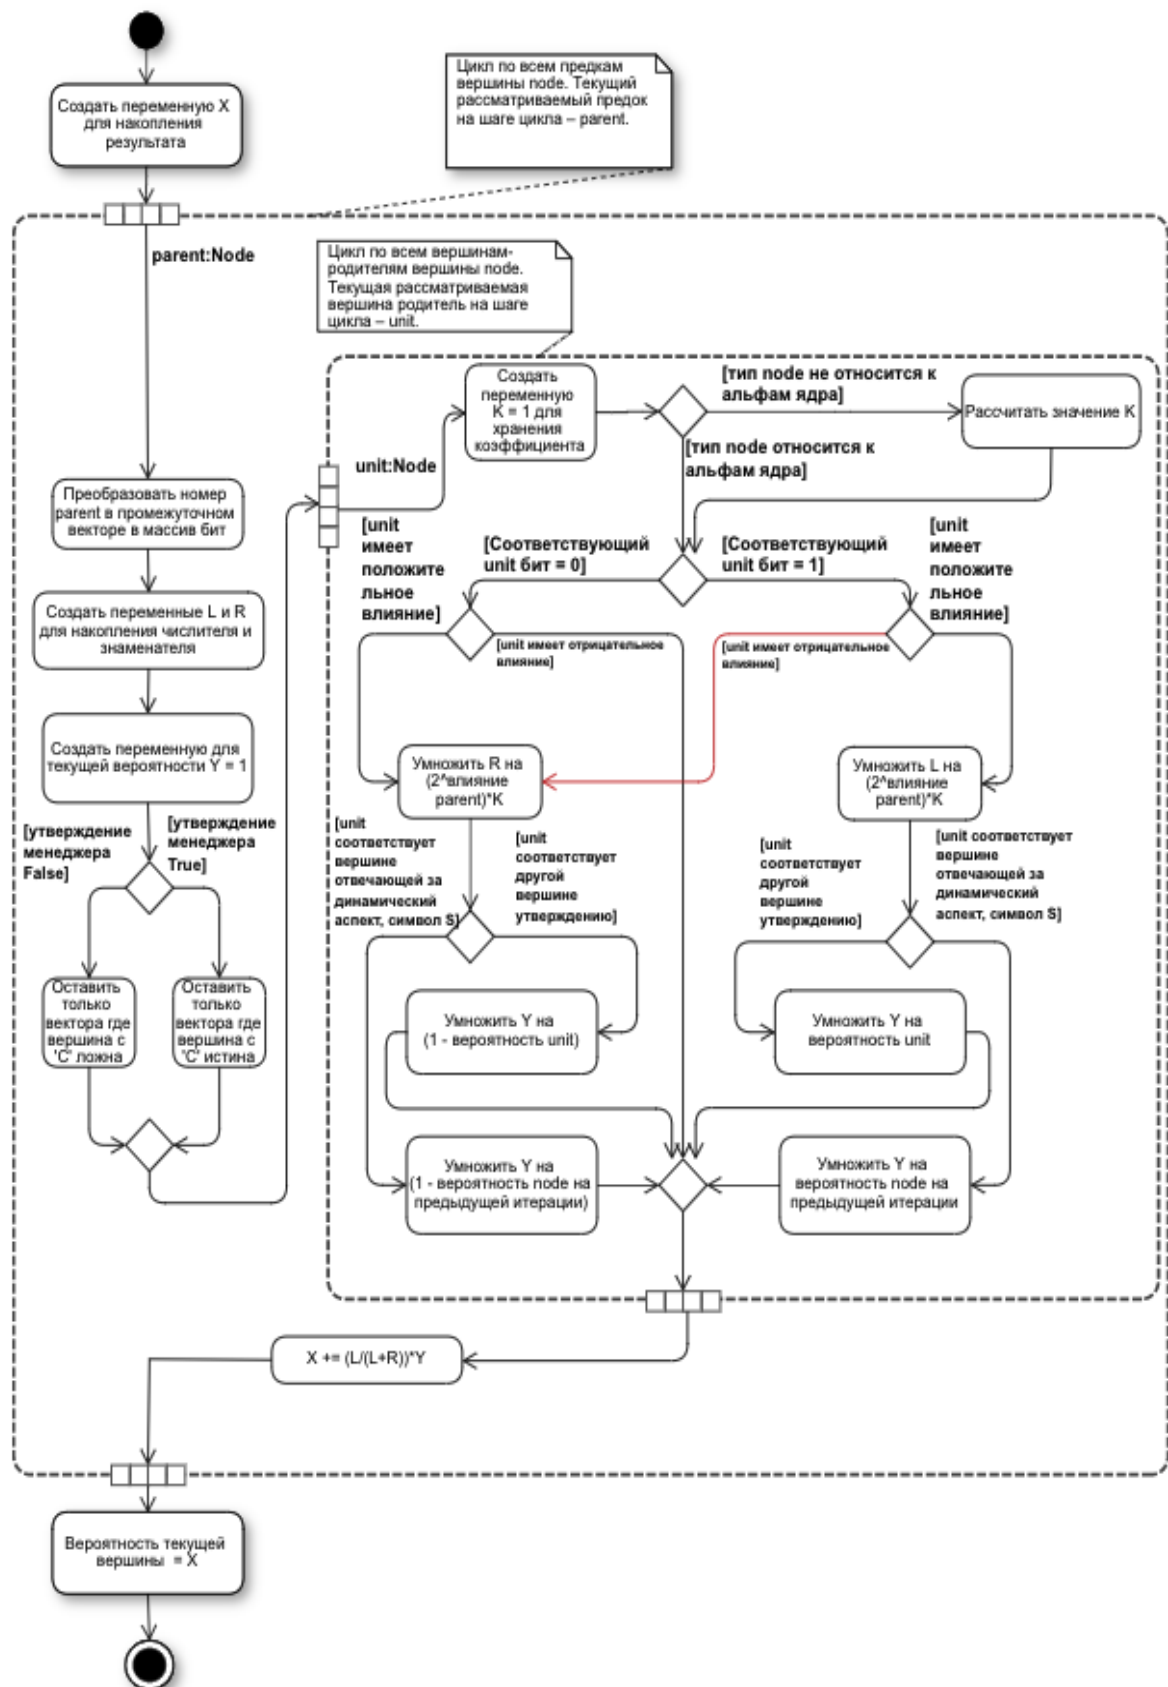 Создать переменную X
для накопления
результата
Цикл по всем предкам
вершины node. Текущий
рассматриваемый предок
на шаге цикла – parent.
parent:Node
Цикл по всем вершинам-
родителям вершины node.
Текущая рассматриваемая
вершина родитель на шаге
цикла – unit.
Создать
переменную
K = 1 для
хранения
коэффициента
[тип node не относится к
альфам ядра]
Рассчитать значение K
[тип node относится к
альфам ядра]
unit:Node
Преобразовать номер
parent в промежуточном
векторе в массив бит
[unit
имеет
положите
льное
влияние]
[Соответствующий
unit бит = 0]
[Соответствующий
unit бит = 1]
[unit
имеет
положите
льное
влияние]
Создать переменные L и R
для накопления числителя и
знаменателя
[unit имеет отрицательное
влияние]
[unit имеет отрицательное
влияние]
Создать переменную для
текущей вероятности Y = 1
Умножить R на
(2^влияние
parent)*K
Умножить L на
(2^влияние
parent)*K
[утверждение
менеджера
False]
[утверждение
менеджера
True]
[unit
соответствует
вершине
отвечающей за
динамический
аспект, символ S]
[unit
соответствует
другой
вершине
утверждению]
[unit
соответствует
другой
вершине
утверждению]
[unit соответствует
вершине
отвечающей за
динамический
аспект, символ S]
Оставить
только
вектора где
вершина с
'C' ложна
Оставить
только
вектора где
вершина с
'C' истина
Умножить Y на
(1 - вероятность unit)
Умножить Y на
вероятность unit
Умножить Y на
(1 - вероятность node на
предыдущей итерации)
Умножить Y на
вероятность node на
предыдущей итерации
X += (L/(L+R))*Y
Вероятность текущей
вершины = X